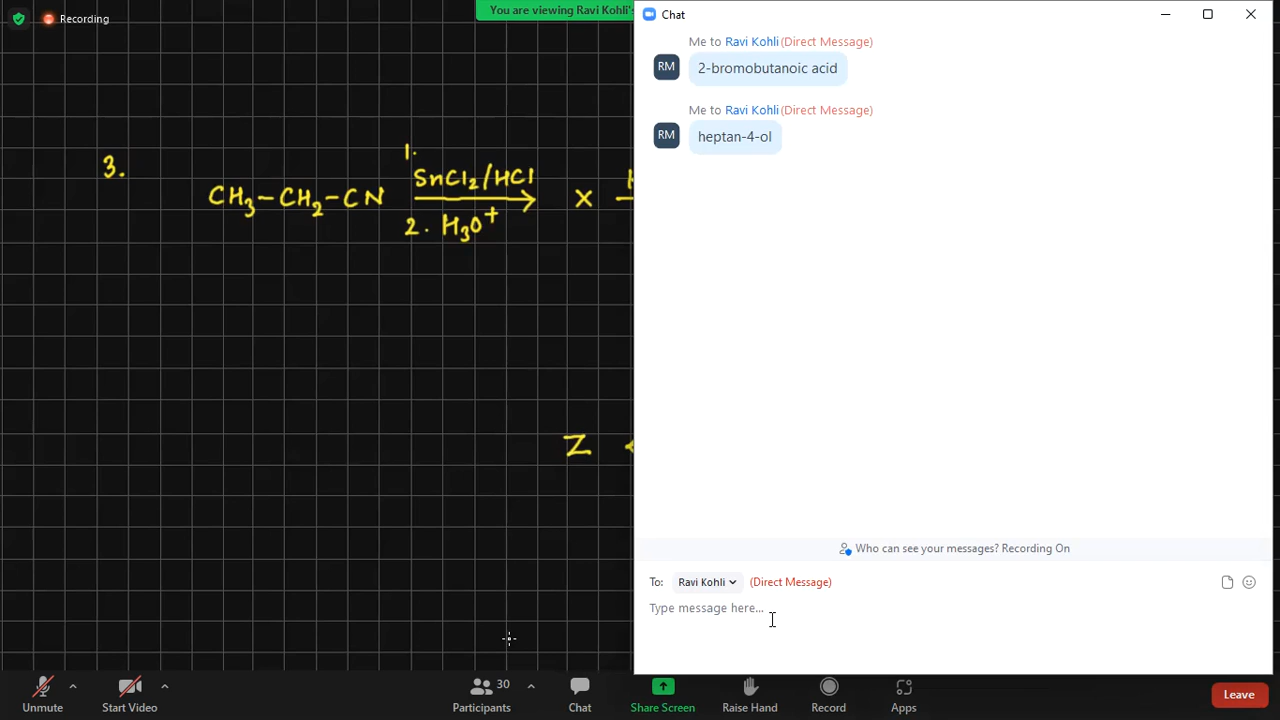 Recording
You are viewing Ravi Kohli's
Chat
Me to Ravi Kohli (Direct Message)
RM
2-bromobutanoic acid
Me to Ravi Kohli (Direct Message)
RM
heptan-4-ol
3.
1.
SnCl₂/HCl
CH₃-CH₂-CN → X
2. H₃O⁺
Z
Who can see your messages? Recording On
To: Ravi Kohli (Direct Message)
Type message here...
30
Unmute Start Video Participants Chat Share Screen Raise Hand Record Apps Leave